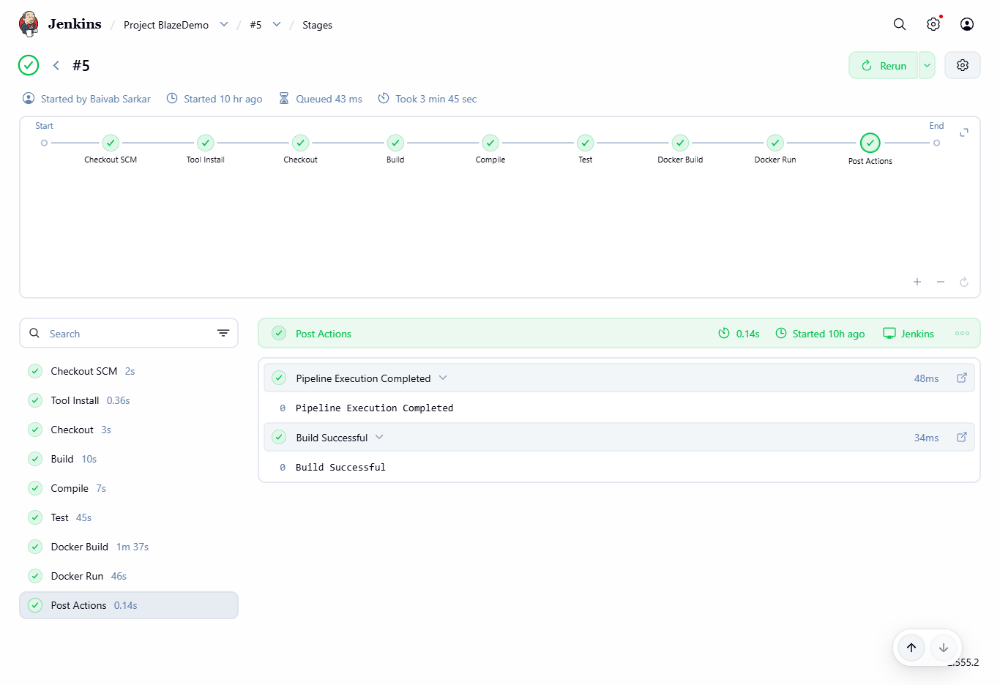 Jenkins / Project BlazeDemo / #5 / Stages
#5
Rerun
Started by Baivab Sarkar Started 10 hr ago Queued 43 ms Took 3 min 45 sec
Start End
Checkout SCM Tool Install Checkout Build Compile Test Docker Build Docker Run Post Actions
Search
Checkout SCM 2s
Tool Install 0.36s
Checkout 3s
Build 10s
Compile 7s
Test 45s
Docker Build 1m 37s
Docker Run 46s
Post Actions 0.14s
Post Actions 0.14s Started 10h ago Jenkins
Pipeline Execution Completed 48ms
0 Pipeline Execution Completed
Build Successful 34ms
0 Build Successful
.555.2